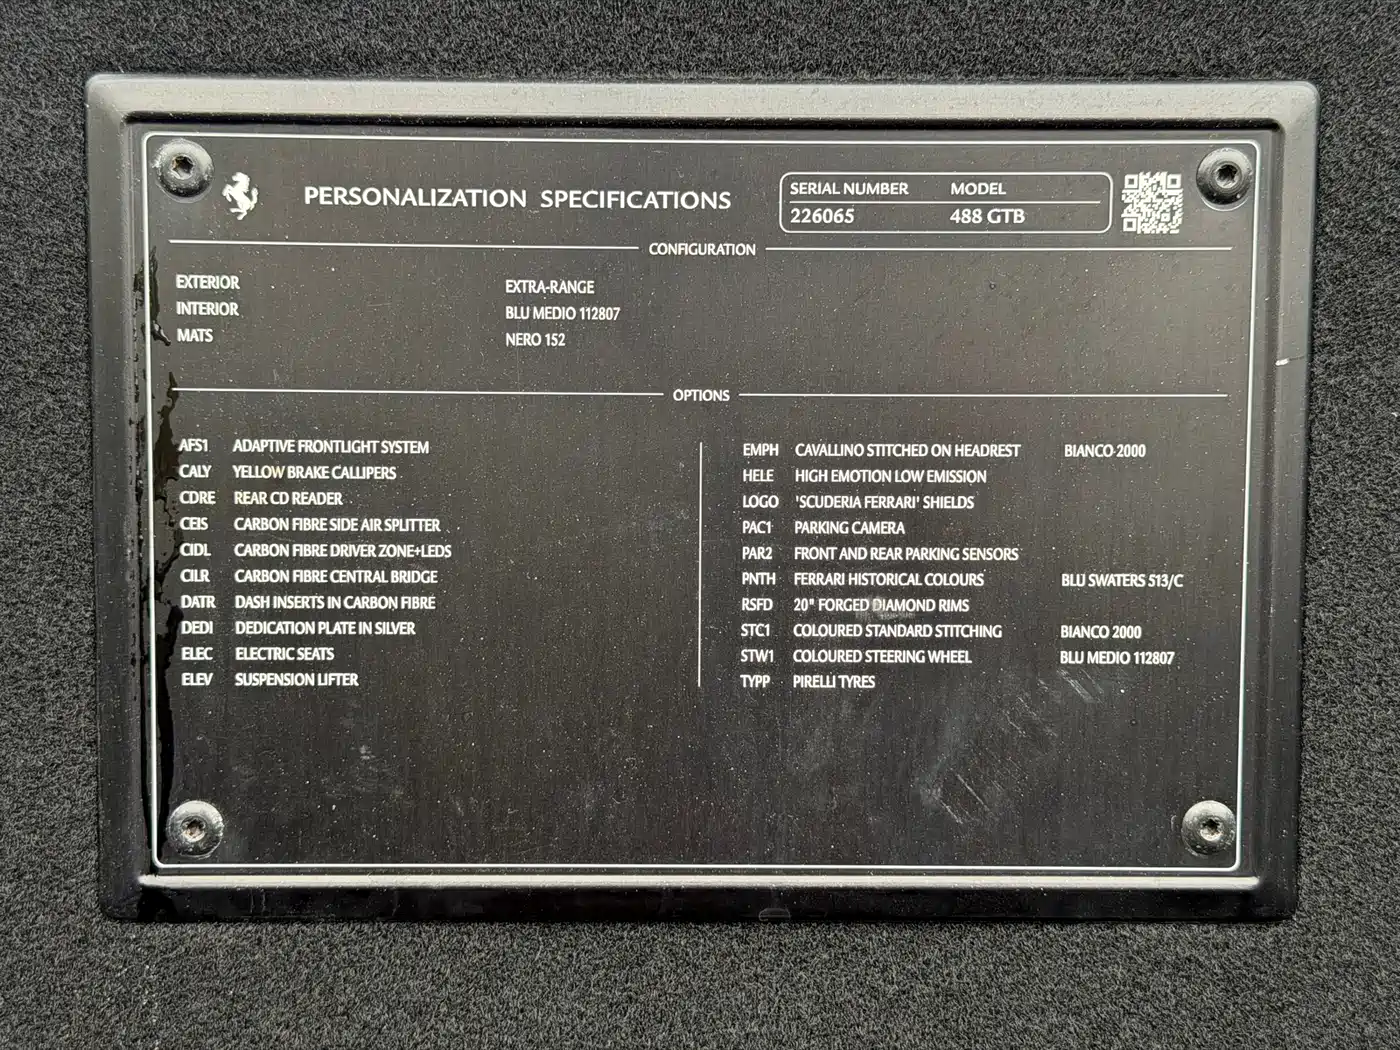 PERSONALIZATION SPECIFICATIONS
SERIAL NUMBER MODEL
226065 488 GTB
CONFIGURATION
EXTERIOR EXTRA-RANGE
INTERIOR BLU MEDIO 112807
MATS NERO 152
OPTIONS
AFS1 ADAPTIVE FRONTLIGHT SYSTEM
CALY YELLOW BRAKE CALLIPERS
CDRE REAR CD READER
CEIS CARBON FIBRE SIDE AIR SPLITTER
CIDL CARBON FIBRE DRIVER ZONE+LEDS
CILR CARBON FIBRE CENTRAL BRIDGE
DATR DASH INSERTS IN CARBON FIBRE
DEDI DEDICATION PLATE IN SILVER
ELEC ELECTRIC SEATS
ELEV SUSPENSION LIFTER
EMPH CAVALLINO STITCHED ON HEADREST BIANCO 2000
HELE HIGH EMOTION LOW EMISSION
LOGO 'SCUDERIA FERRARI' SHIELDS
PAC1 PARKING CAMERA
PAR2 FRONT AND REAR PARKING SENSORS
PNTH FERRARI HISTORICAL COLOURS BLU SWATERS 513/C
RSFD 20" FORGED DIAMOND RIMS
STC1 COLOURED STANDARD STITCHING BIANCO 2000
STW1 COLOURED STEERING WHEEL BLU MEDIO 112807
TYPP PIRELLI TYRES